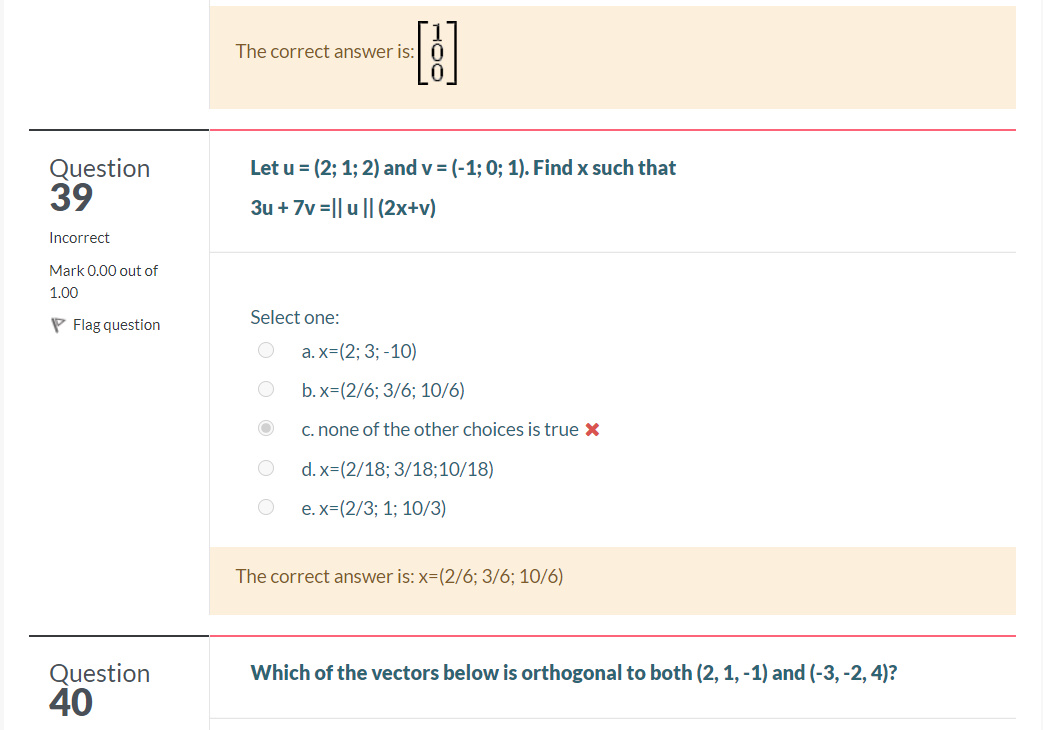 The correct answer is: [1
0
0]
Question
39
Incorrect
Mark 0.00 out of
1.00
Flag question
Let u = (2; 1; 2) and v = (-1; 0; 1). Find x such that
3u + 7v =|| u || (2x+v)
Select one:
a. x=(2; 3; -10)
b. x=(2/6; 3/6; 10/6)
c. none of the other choices is true ✖
d. x=(2/18; 3/18;10/18)
e. x=(2/3; 1; 10/3)
The correct answer is: x=(2/6; 3/6; 10/6)
Question
40
Which of the vectors below is orthogonal to both (2, 1, -1) and (-3, -2, 4)?